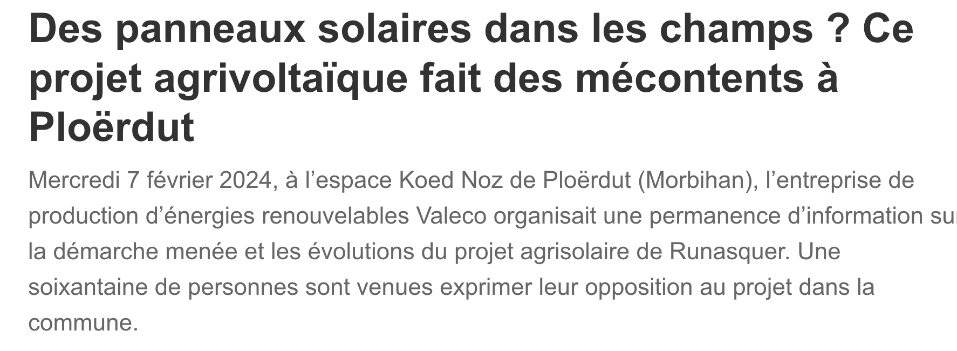 Des panneaux solaires dans les champs ? Ce
projet agrivoltaïque fait des mécontents à
Ploërdut
Mercredi 7 février 2024, à l’espace Koed Noz de Ploërdut (Morbihan), l’entreprise de
production d’énergies renouvelables Valeco organisait une permanence d’information su
la démarche menée et les évolutions du projet agrisolaire de Runasquer. Une
soixantaine de personnes sont venues exprimer leur opposition au projet dans la
commune.